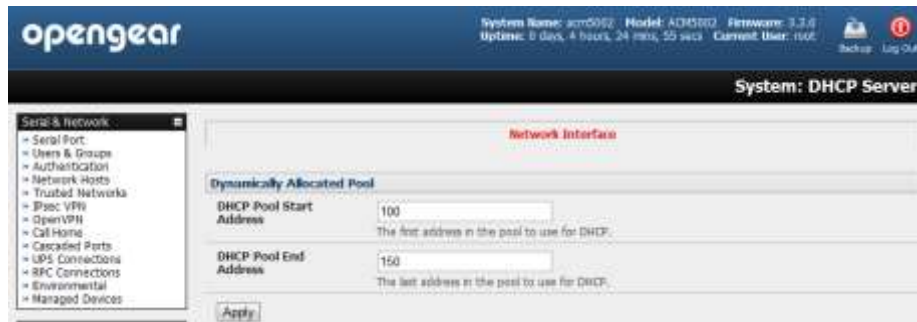 opengear
System Name: acm5002 Model: ACM5002 Firmware: 3.3.0
Uptime: 0 days, 4 hours, 24 mins, 55 secs Current User: root
Backup
Log Out
System: DHCP Server
Serial & Network
Serial Port
Users & Groups
Authentication
Network Hosts
Trusted Networks
IPsec VPN
OpenVPN
Call Home
Cascaded Ports
UPS Connections
RPC Connections
Environmental
Managed Devices
Network Interface
Dynamically Allocated Pool
DHCP Pool Start
Address
100
The first address in the pool to use for DHCP.
DHCP Pool End
Address
150
The last address in the pool to use for DHCP.
Apply